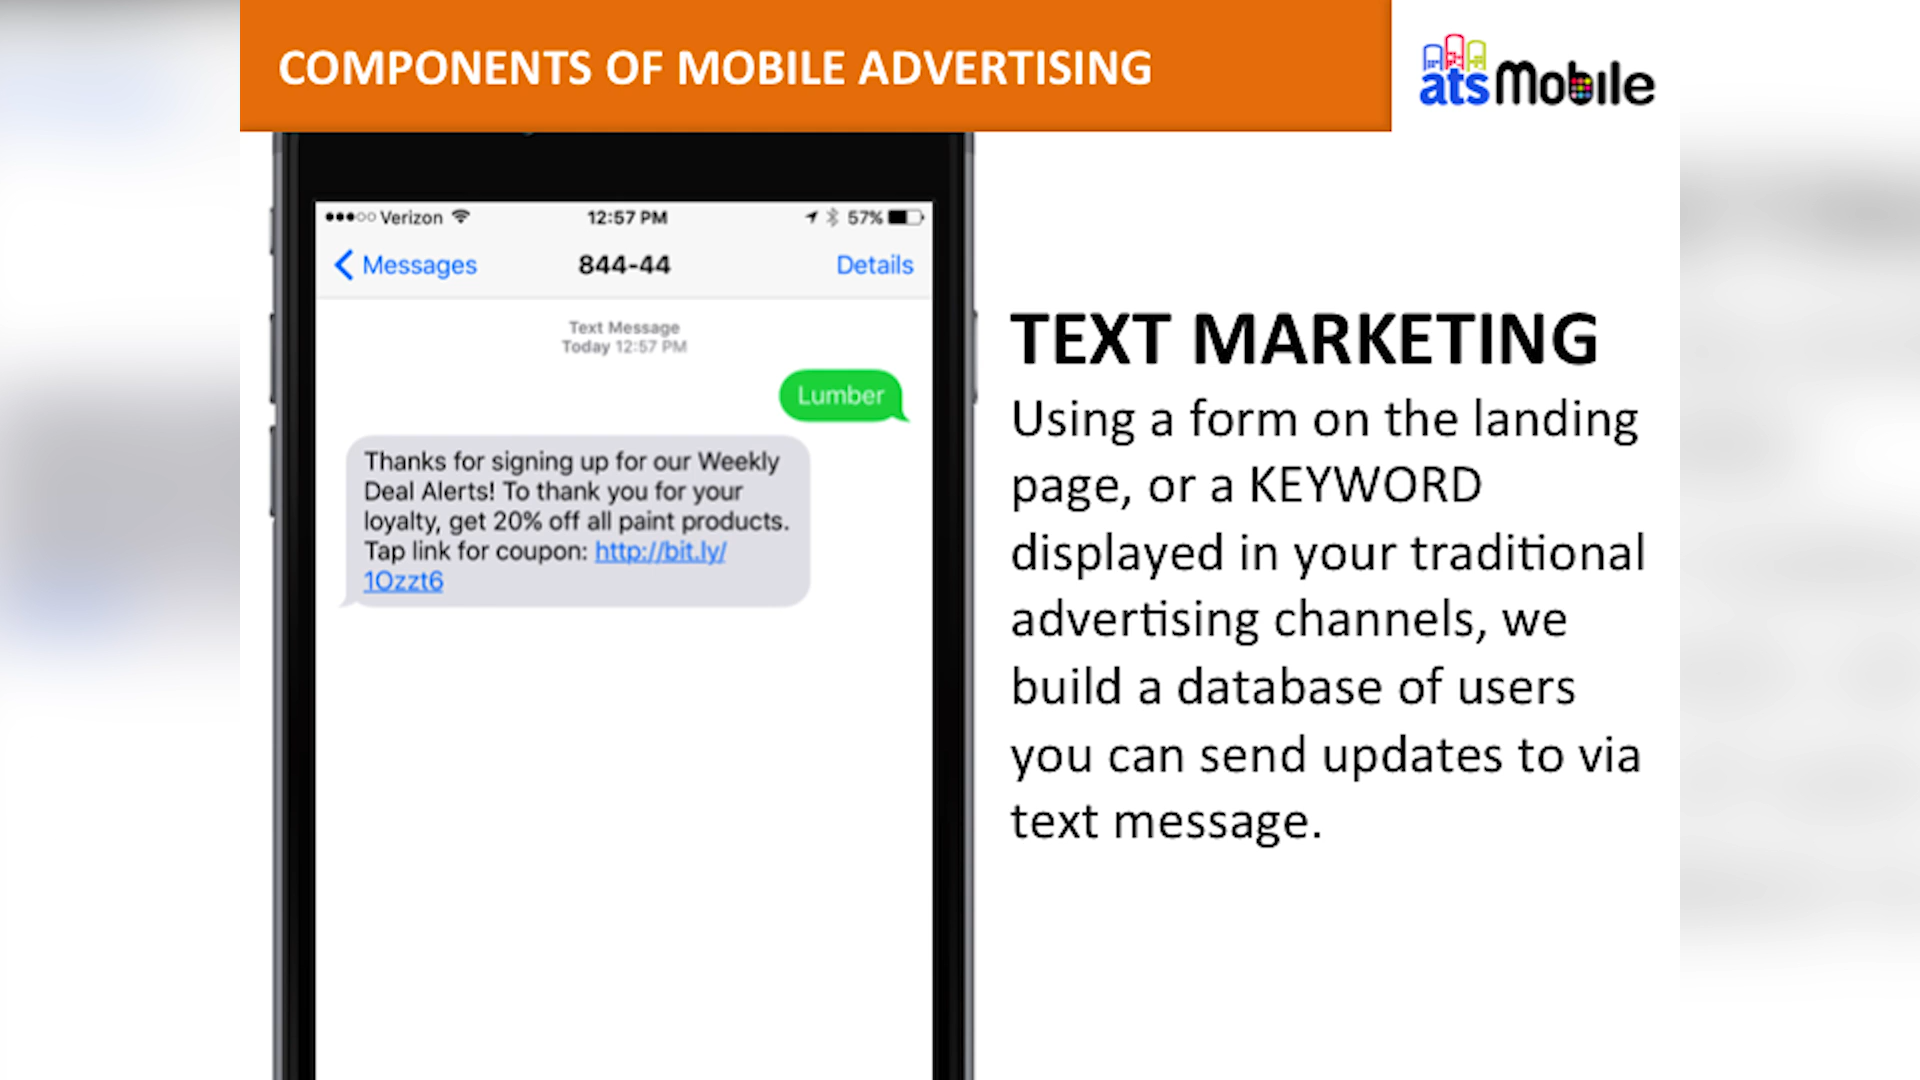 COMPONENTS OF MOBILE ADVERTISING
ats Mobile
Verizon 12:57 PM 57%
Messages 844-44 Details
Text Message
Today 12:57 PM
Lumber
Thanks for signing up for our Weekly
Deal Alerts! To thank you for your
loyalty, get 20% off all paint products.
Tap link for coupon: http://bit.ly/
1Ozzt6
TEXT MARKETING
Using a form on the landing
page, or a KEYWORD
displayed in your traditional
advertising channels, we
build a database of users
you can send updates to via
text message.